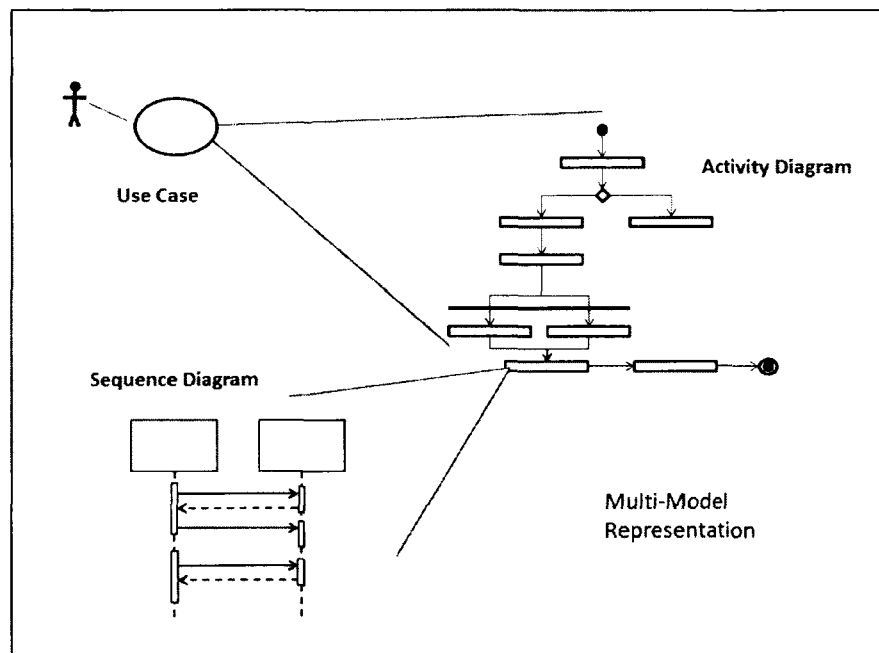 Use Case
Activity Diagram
Sequence Diagram
Multi-Model
Representation